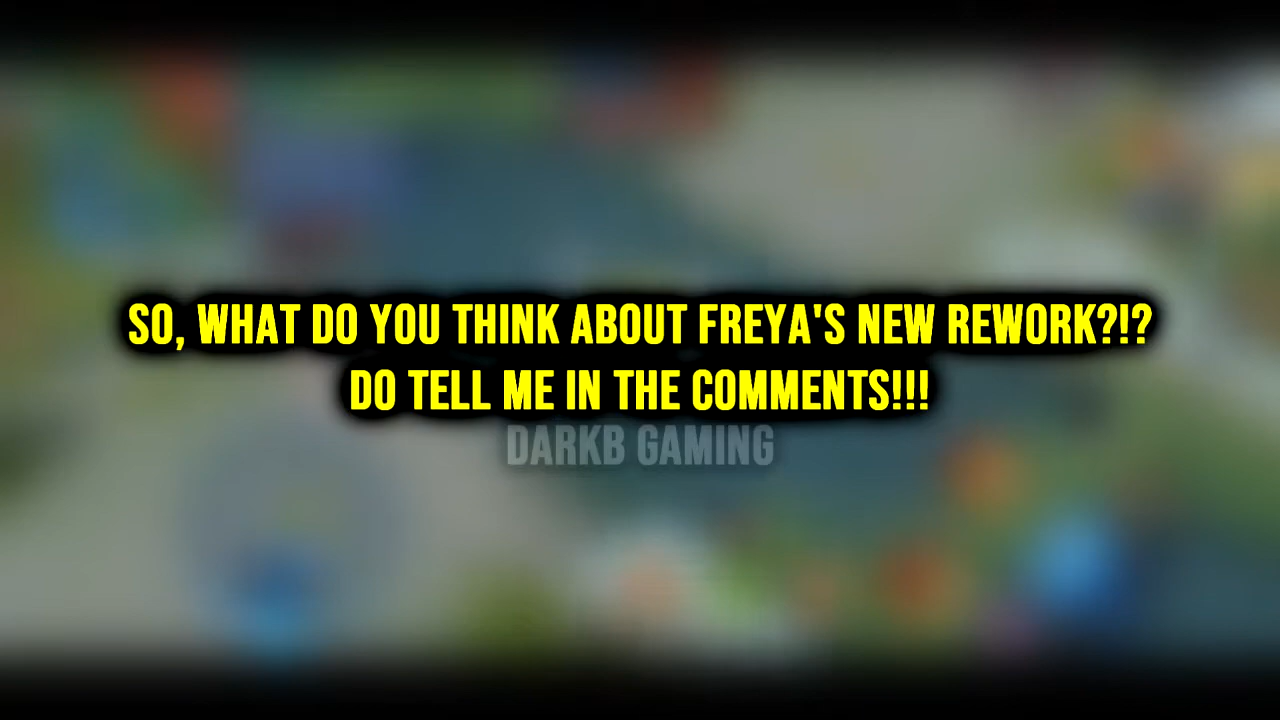 SO, WHAT DO YOU THINK ABOUT FREYA'S NEW REWORK?!?
DO TELL ME IN THE COMMENTS!!!
DARKB GAMING